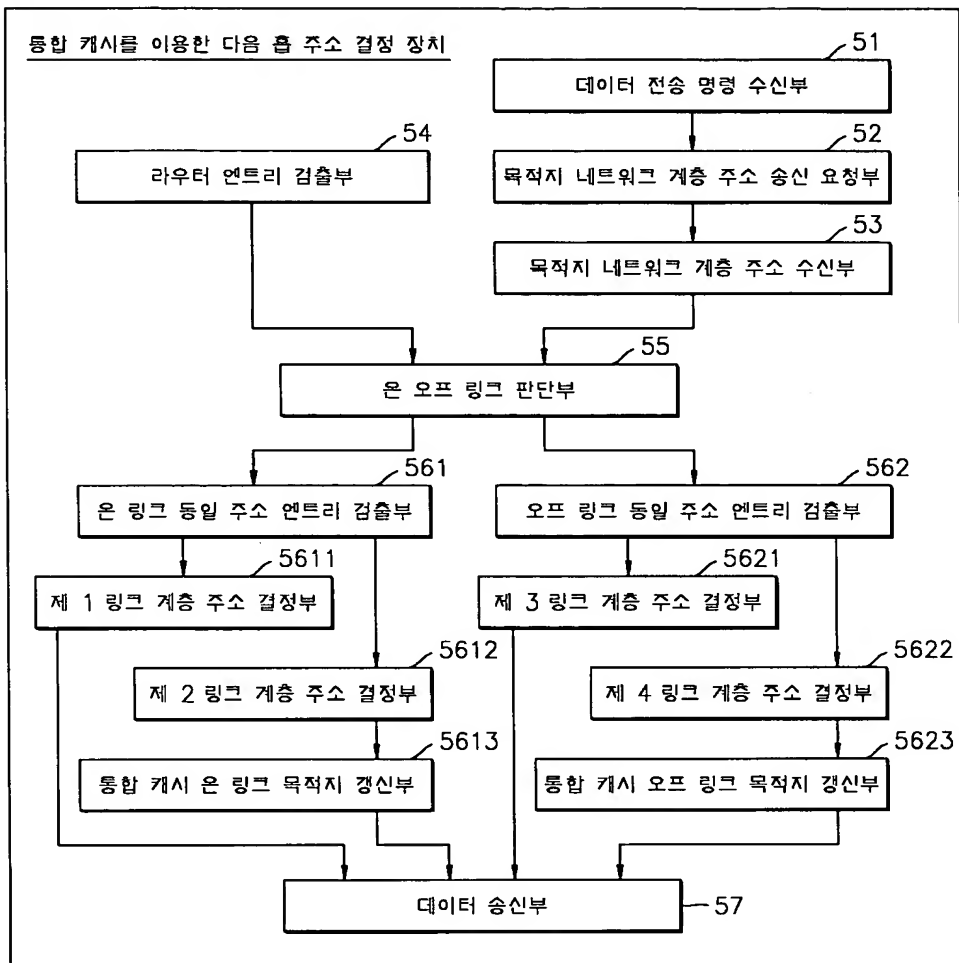 통합 캐시를 이용한 다음 홉 주소 결정 장치
51
데이터 전송 명령 수신부
54
라우터 엔트리 검출부
52
목적지 네트워크 계층 주소 송신 요청부
53
목적지 네트워크 계층 주소 수신부
55
온 오프 링크 판단부
561
온 링크 동일 주소 엔트리 검출부
562
오프 링크 동일 주소 엔트리 검출부
5611
제 1 링크 계층 주소 결정부
5621
제 3 링크 계층 주소 결정부
5612
제 2 링크 계층 주소 결정부
5622
제 4 링크 계층 주소 결정부
5613
통합 캐시 온 링크 목적지 갱신부
5623
통합 캐시 오프 링크 목적지 갱신부
데이터 송신부
57